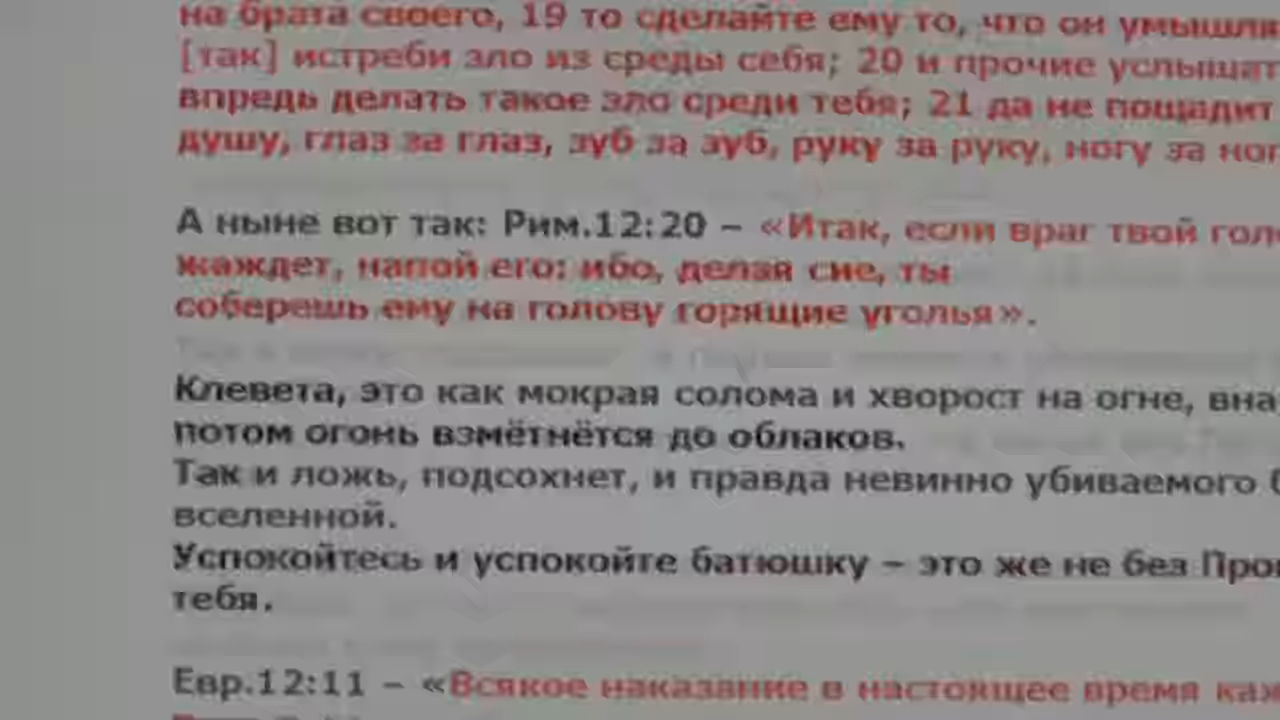 на брата своего, 19 то сделайте ему то, что он умышля
[так] истреби зло из среды себя; 20 и прочие услышат
впредь делать такое зло среди тебя; 21 да не пощадит
душу, глаз за глаз, зуб за зуб, руку за руку, ногу за ног
А ныне вот так: Рим.12:20 – «Итак, если враг твой голо
жаждет, напой его: ибо, делая сие, ты
соберешь ему на голову горящие уголья».
Клевета, это как мокрая солома и хворост на огне, вна
потом огонь взмётнётся до облаков.
Так и ложь, подсохнет, и правда невинно убиваемого б
вселенной.
Успокойтесь и успокойте батюшку – это же не без Про
тебя.
Евр.12:11 – «Всякое наказание в настоящее время каж